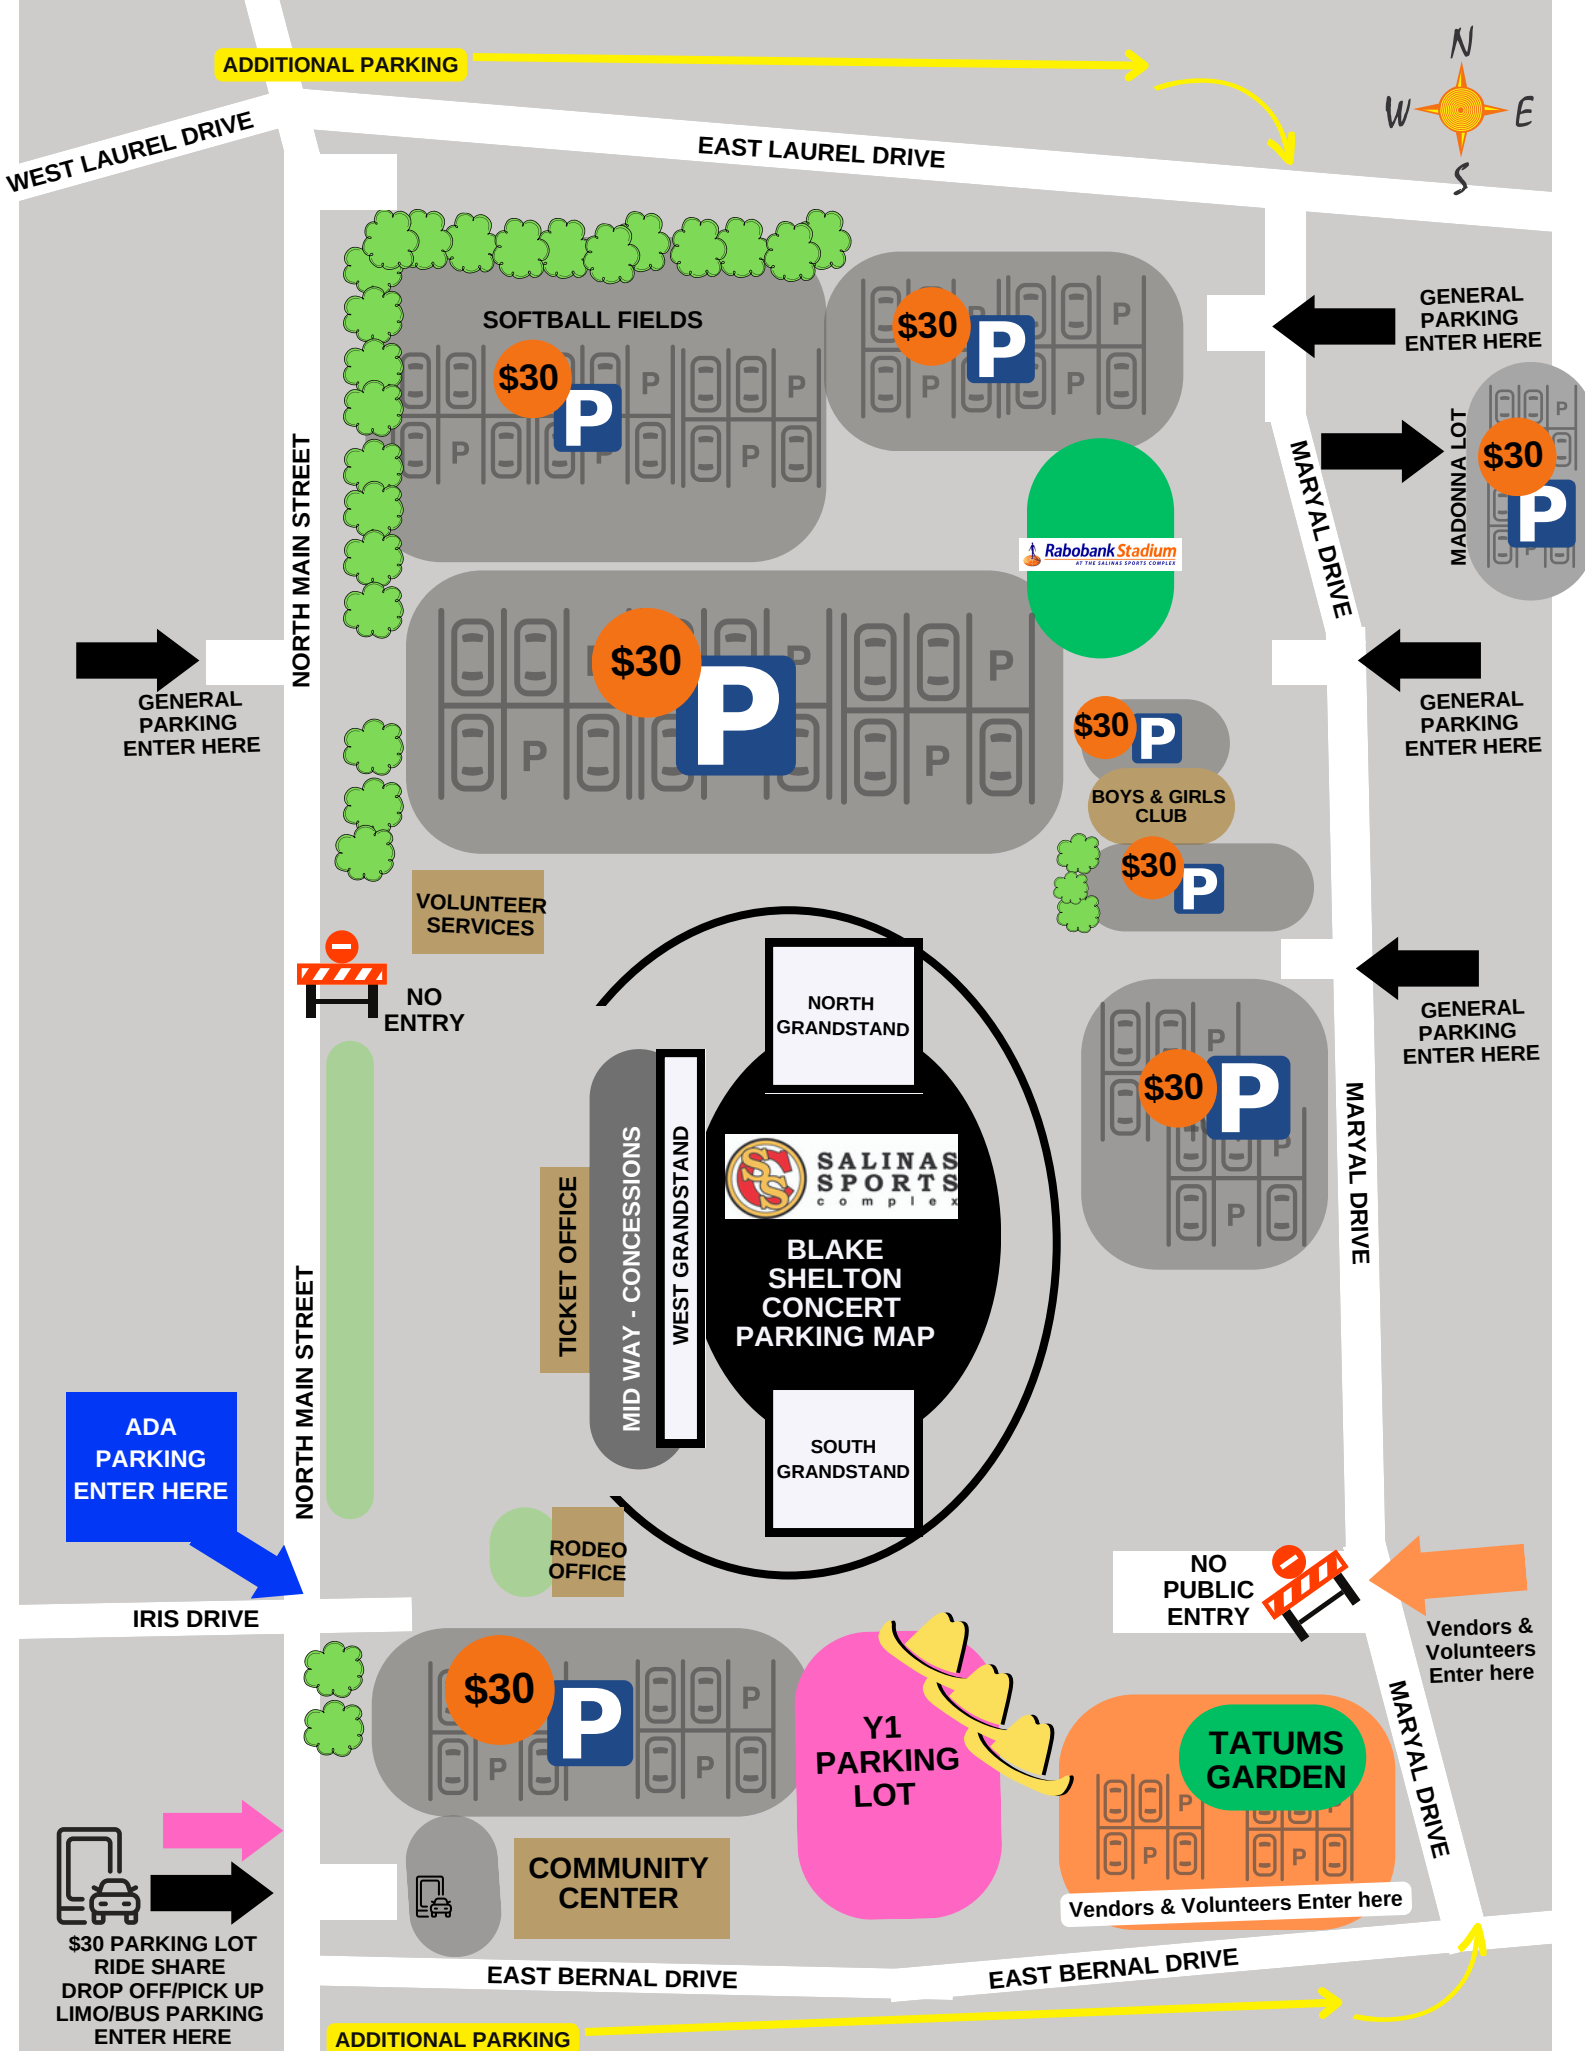 ADDITIONAL PARKING
N
W
E
S
WEST LAUREL DRIVE
EAST LAUREL DRIVE
GENERAL
PARKING
ENTER HERE
SOFTBALL FIELDS
$30
P
$30
P
MADONNA LOT
$30
P
NORTH MAIN STREET
MARYAL DRIVE
Rabobank Stadium
AT THE SALINAS SPORTS COMPLEX
GENERAL
PARKING
ENTER HERE
$30
P
GENERAL
PARKING
ENTER HERE
$30
P
BOYS & GIRLS
CLUB
$30
P
VOLUNTEER
SERVICES
NO
ENTRY
NORTH
GRANDSTAND
GENERAL
PARKING
ENTER HERE
$30
P
MARYAL DRIVE
TICKET OFFICE
MID WAY - CONCESSIONS
WEST GRANDSTAND
SALINAS
SPORTS
complex
BLAKE
SHELTON
CONCERT
PARKING MAP
NORTH MAIN STREET
ADA
PARKING
ENTER HERE
SOUTH
GRANDSTAND
RODEO
OFFICE
IRIS DRIVE
NO
PUBLIC
ENTRY
Vendors &
Volunteers
Enter here
$30
P
Y1
PARKING
LOT
TATUMS
GARDEN
MARYAL DRIVE
COMMUNITY
CENTER
Vendors & Volunteers Enter here
$30 PARKING LOT
RIDE SHARE
DROP OFF/PICK UP
LIMO/BUS PARKING
ENTER HERE
EAST BERNAL DRIVE
EAST BERNAL DRIVE
ADDITIONAL PARKING